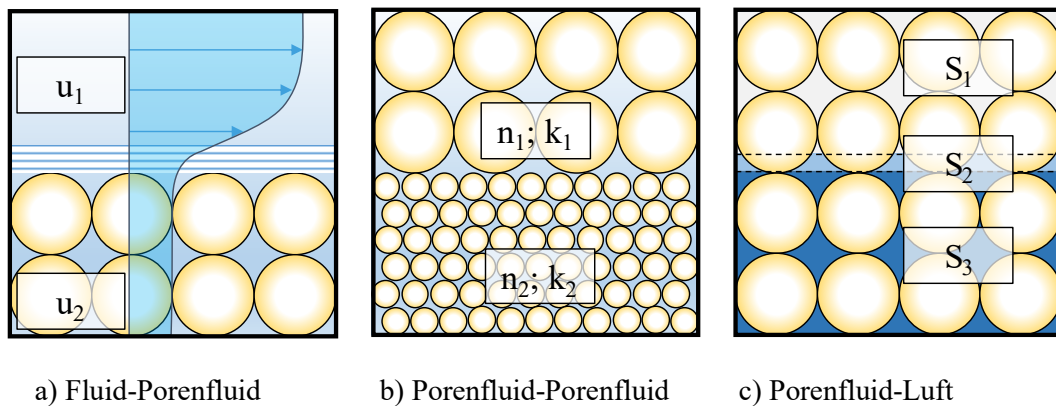 u₁
u₂
n₁; k₁
n₂; k₂
S₁
S₂
S₃
a) Fluid-Porenfluid
b) Porenfluid-Porenfluid
c) Porenfluid-Luft